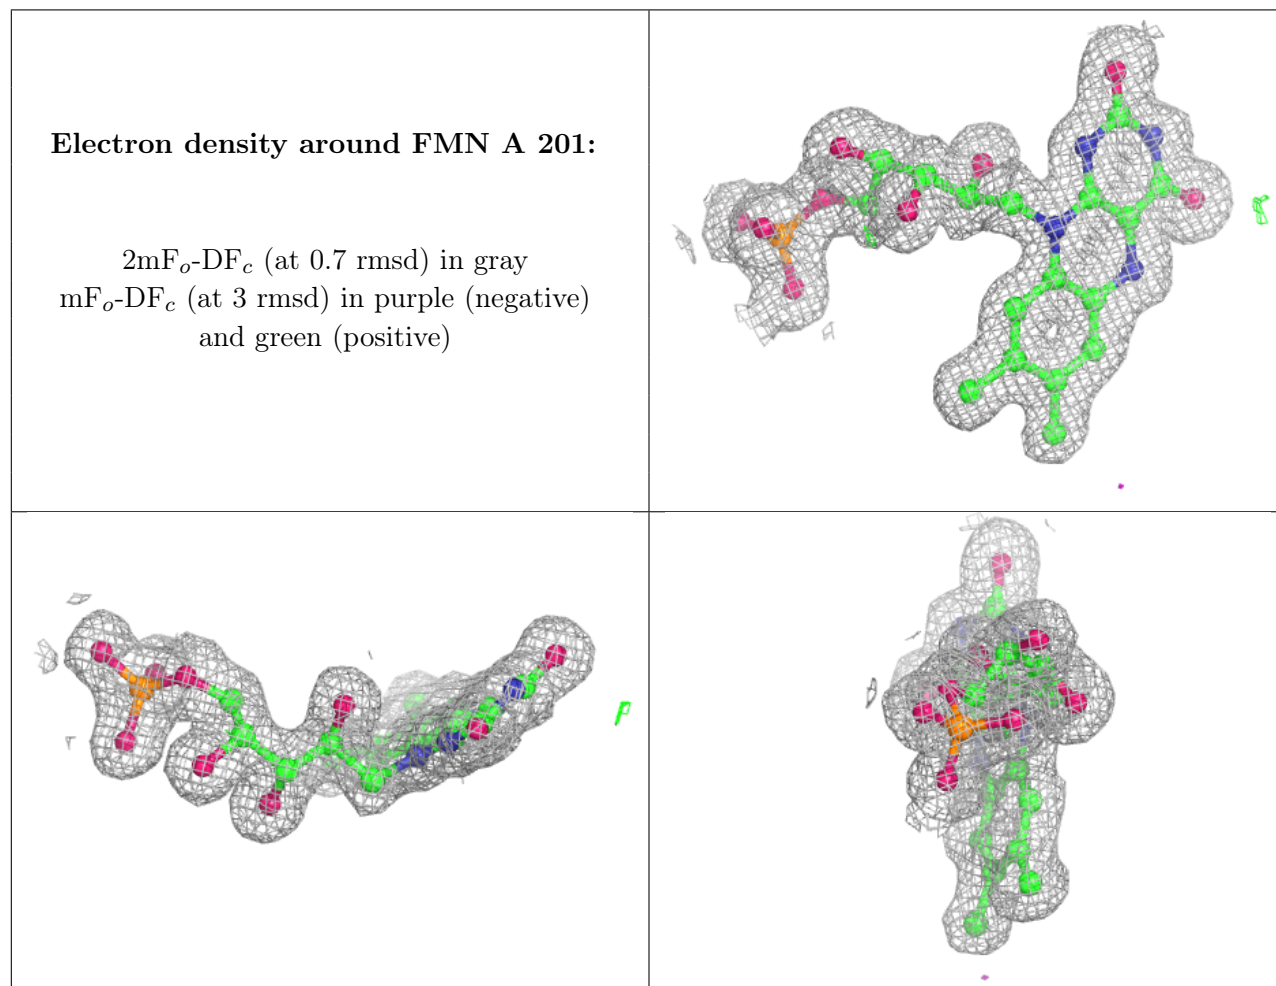 Electron density around FMN A 201:
2mFo-DFc (at 0.7 rmsd) in gray
mFo-DFc (at 3 rmsd) in purple (negative)
and green (positive)